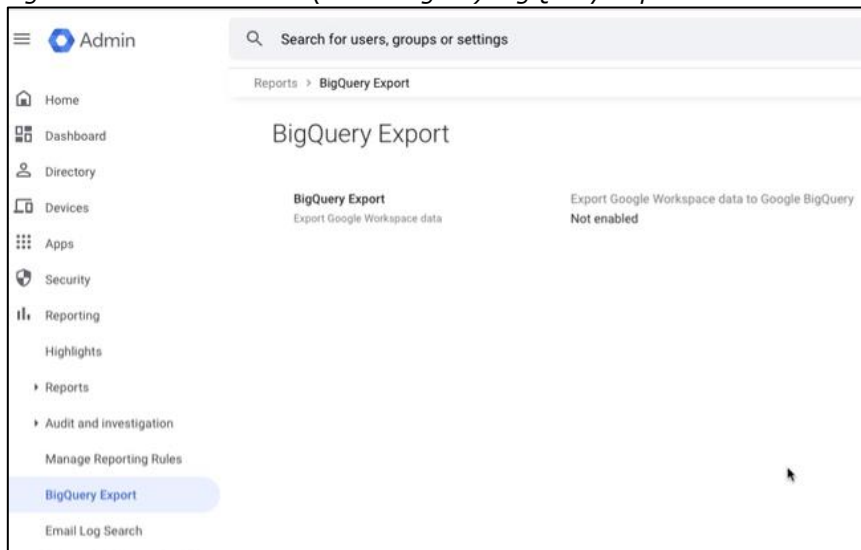 Admin
Search for users, groups or settings
Reports > BigQuery Export
Home
Dashboard
Directory
Devices
Apps
Security
Reporting
Highlights
Reports
Audit and investigation
Manage Reporting Rules
BigQuery Export
Email Log Search
BigQuery Export
BigQuery Export
Export Google Workspace data
Export Google Workspace data to Google BigQuery
Not enabled